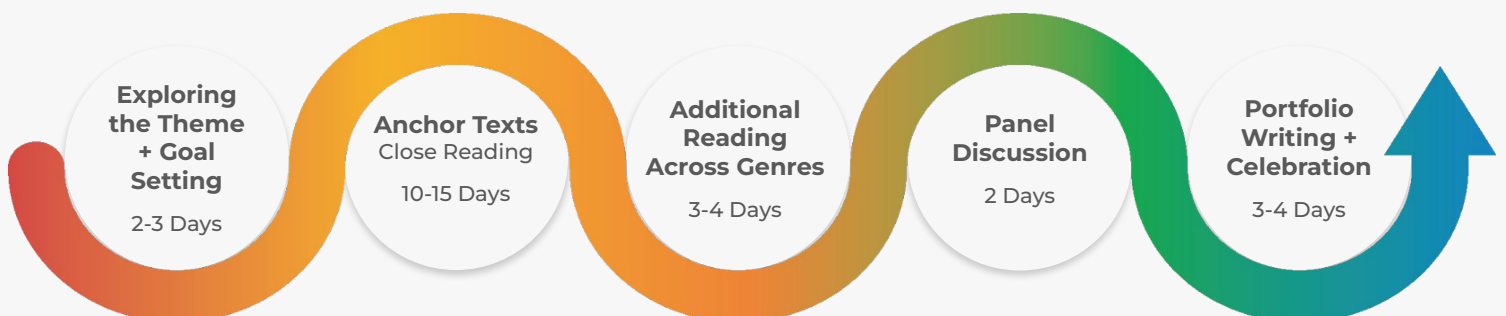 Exploring
the Theme
+ Goal
Setting
2-3 Days
Anchor Texts
Close Reading
10-15 Days
Additional
Reading
Across Genres
3-4 Days
Panel
Discussion
2 Days
Portfolio
Writing +
Celebration
3-4 Days